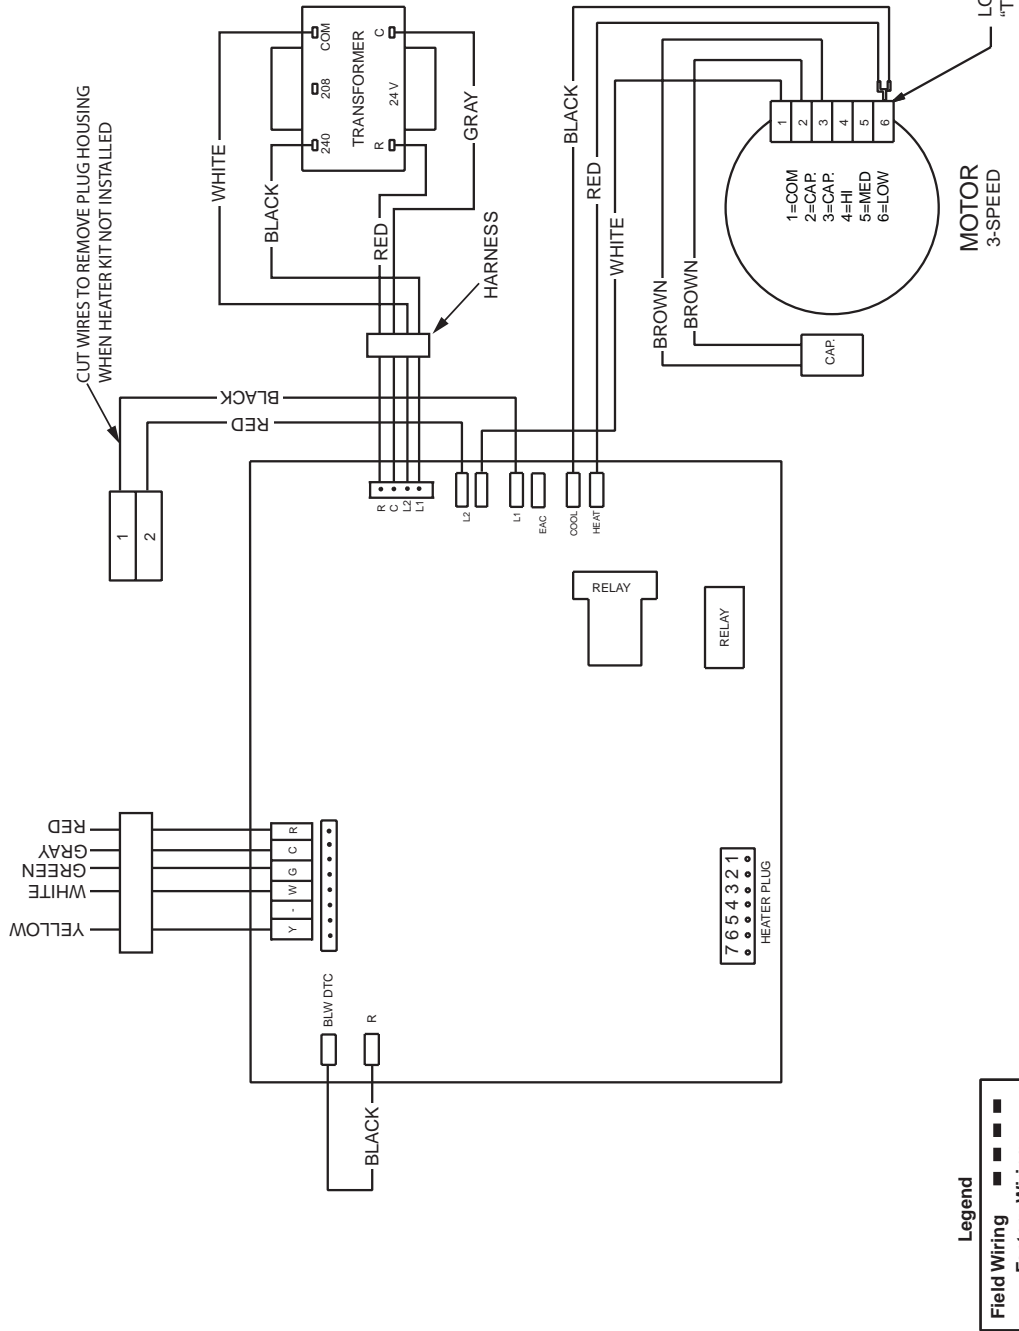 CUT WIRES TO REMOVE PLUG HOUSING
WHEN HEATER KIT NOT INSTALLED
WHITE
BLACK
COM
208
240
TRANSFORMER
24 V
C
R
RED
GRAY
HARNESS
BLACK
RED
1
2
BLACK
RED
WHITE
BROWN
BROWN
1
2
3
4
5
6
1=COM
2=CAP.
3=CAP.
4=HI
5=MED
6=LOW
MOTOR
3-SPEED
CAP.
R
C
L2
L1
L2
L1
EAC
COOL
HEAT
RELAY
RELAY
RED
GRAY
GREEN
WHITE
YELLOW
R
C
G
W
-
Y
BLW DTC
R
BLACK
7 6 5 4 3 2 1
HEATER PLUG
Legend
Field Wiring